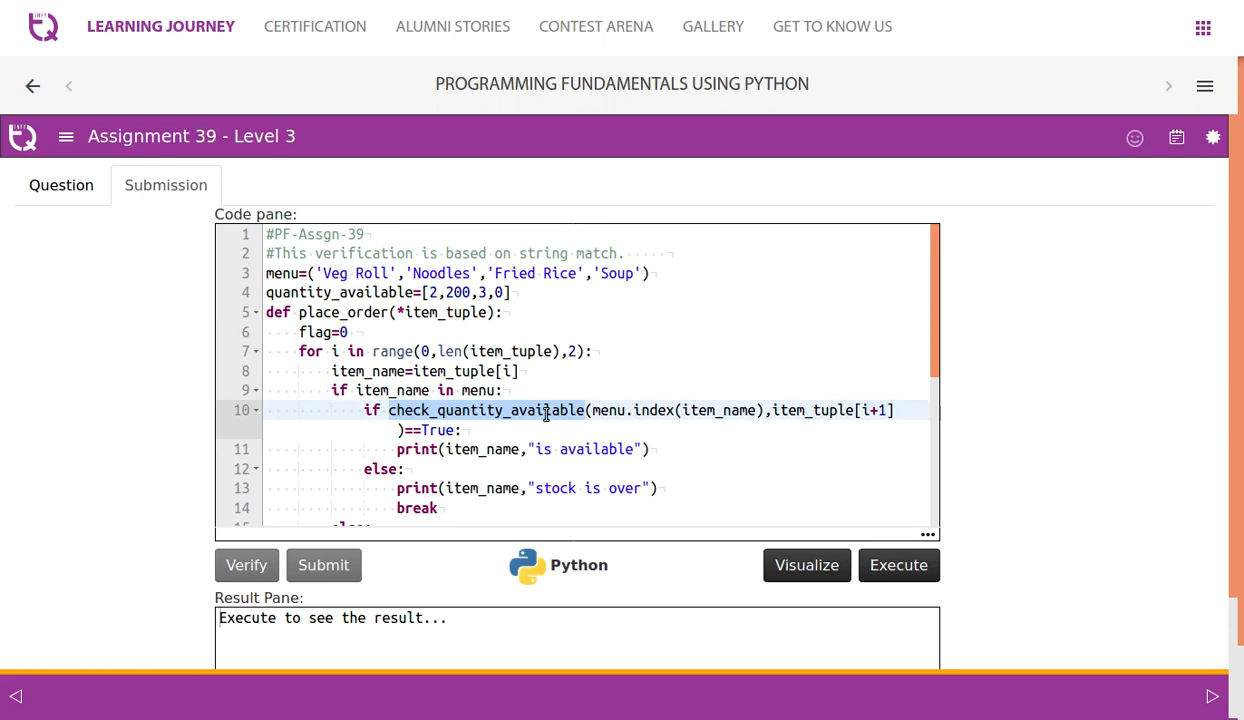 LEARNING JOURNEY CERTIFICATION ALUMNI STORIES CONTEST ARENA GALLERY GET TO KNOW US
PROGRAMMING FUNDAMENTALS USING PYTHON
Assignment 39 - Level 3
Question Submission
Code pane:
1 #PF-Assgn-39
2 #This verification is based on string match.
3 menu=('Veg Roll','Noodles','Fried Rice','Soup')
4 quantity_available=[2,200,3,0]
5 def place_order(*item_tuple):
6 flag=0
7 for i in range(0,len(item_tuple),2):
8 item_name=item_tuple[i]
9 if item_name in menu:
10 if check_quantity_available(menu.index(item_name),item_tuple[i+1]
)==True:
11 print(item_name,"is available")
12 else:
13 print(item_name,"stock is over")
14 break
Verify Submit Python Visualize Execute
Result Pane:
Execute to see the result...